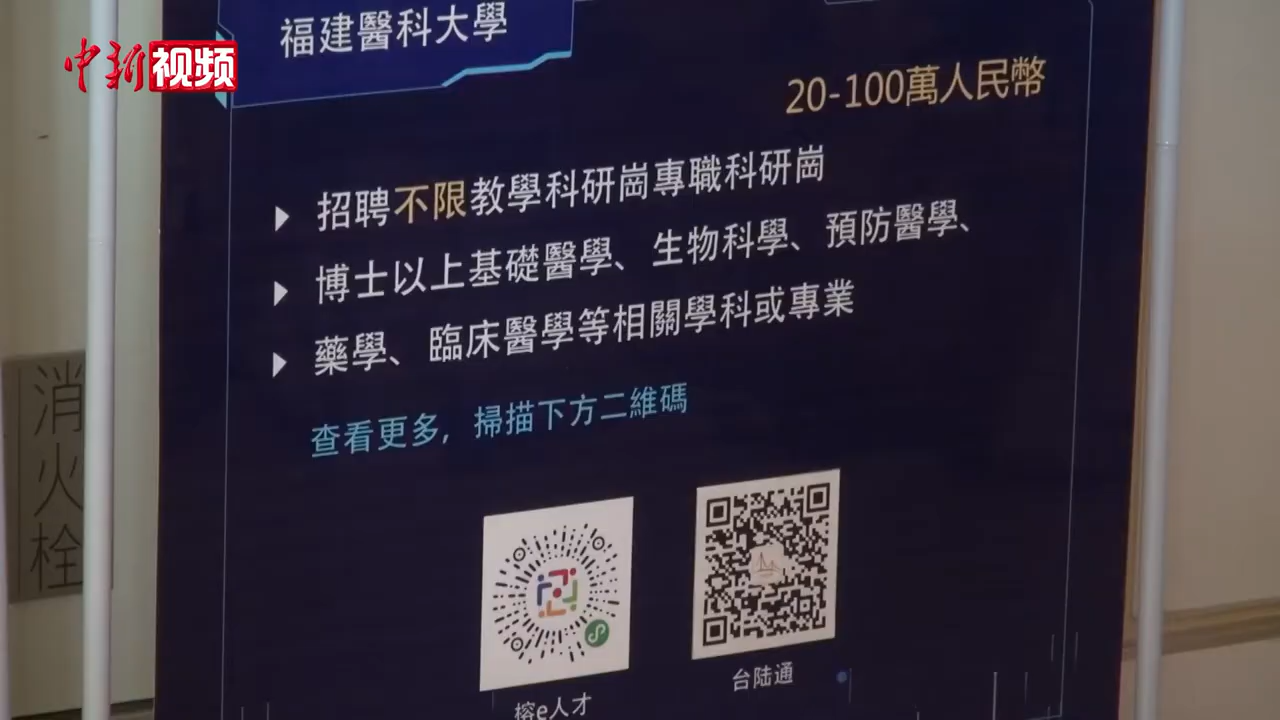 中新视频
福建醫科大學
20-100萬人民幣
招聘不限教學科研崗專職科研崗
博士以上基礎醫學、生物科學、預防醫學、
藥學、臨床醫學等相關學科或專業
查看更多，掃描下方二維碼
榕e人才
台陆通
消火栓